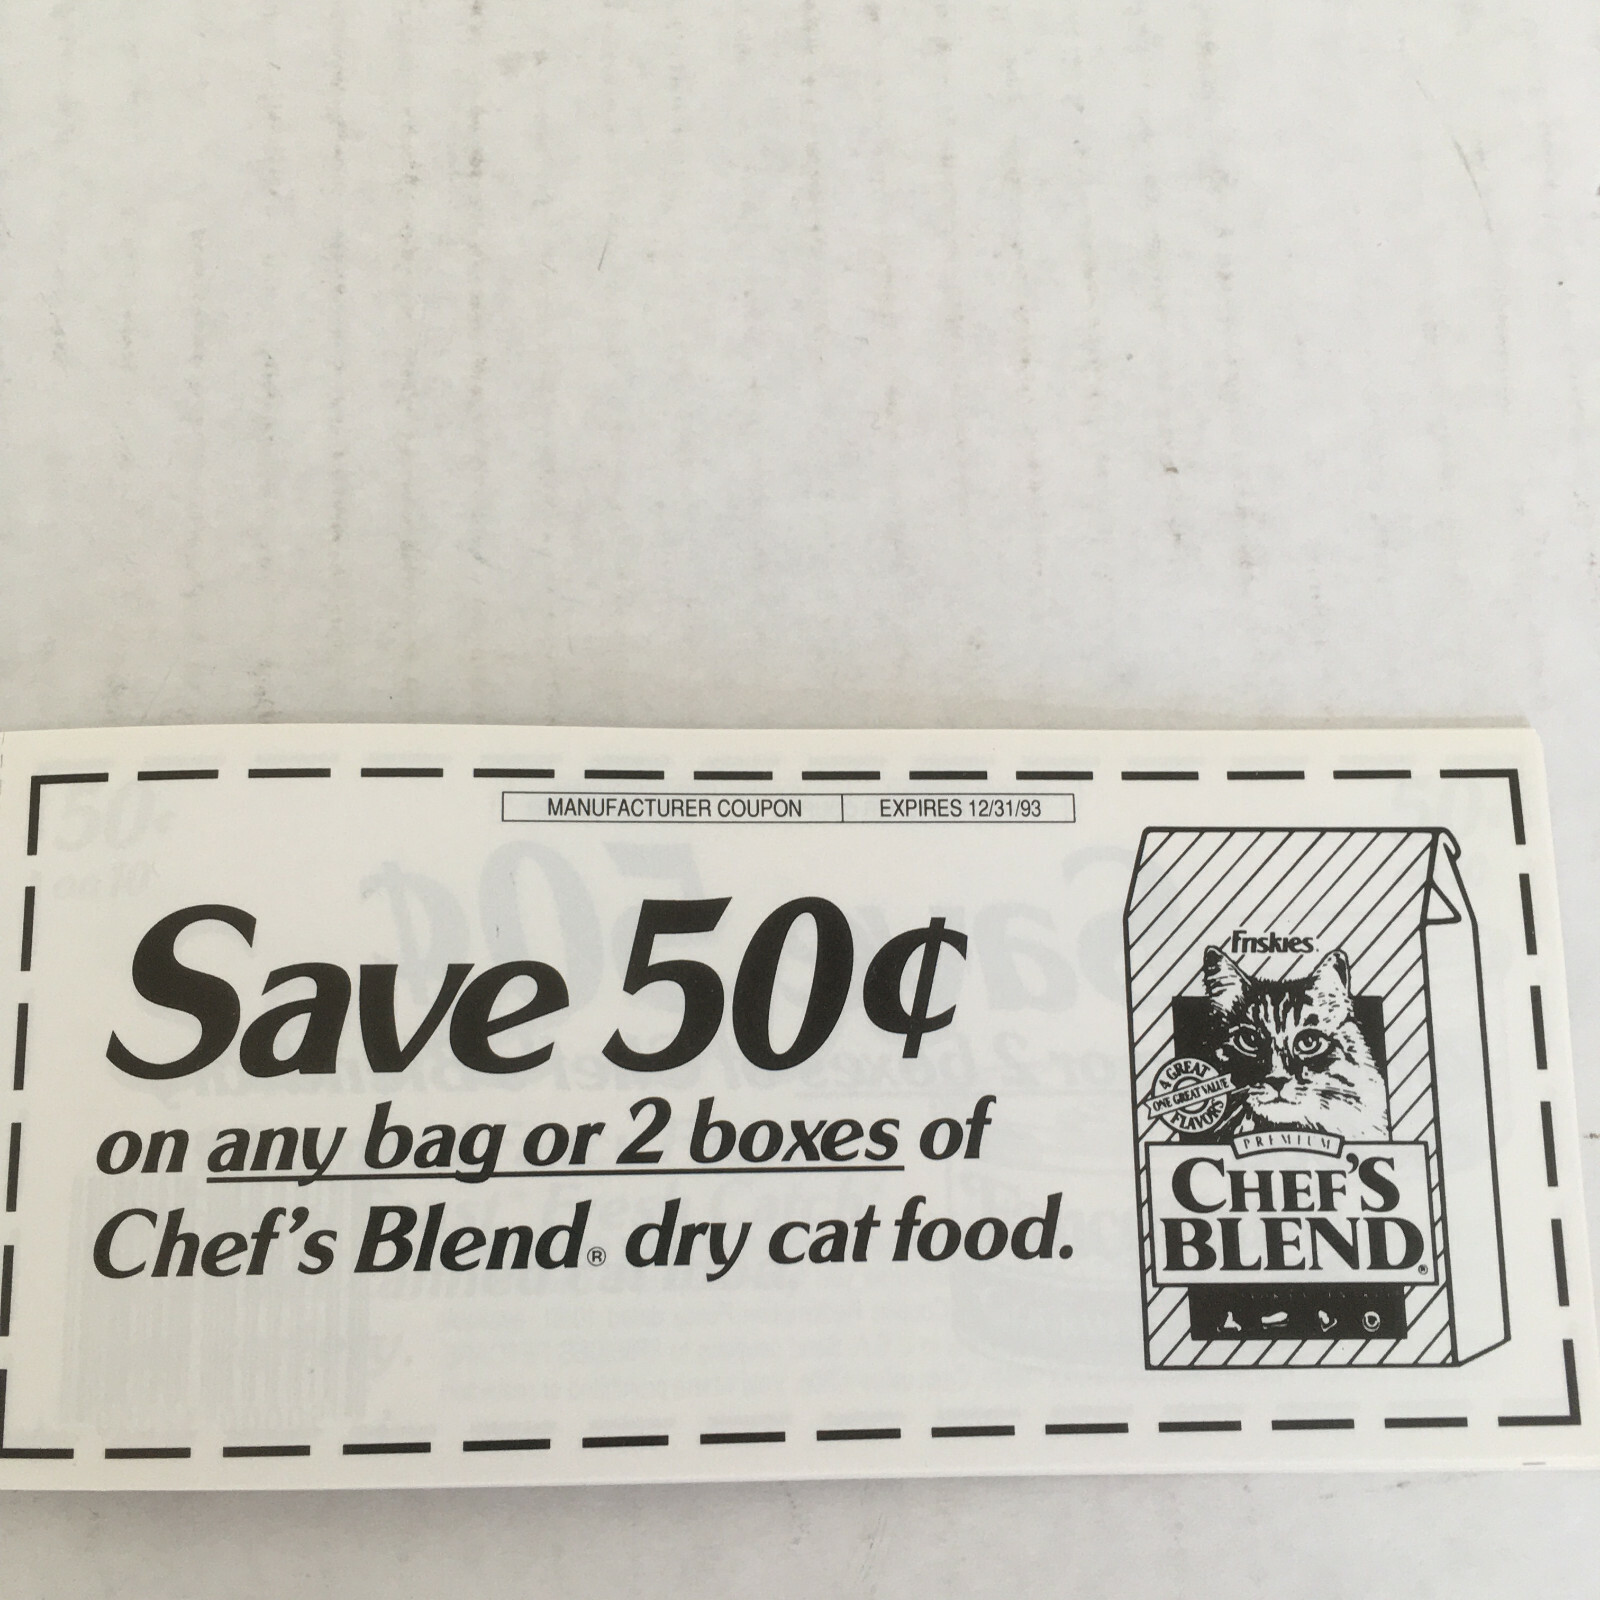 MANUFACTURER COUPON EXPIRES 12/31/93
Save 50¢
on any bag or 2 boxes of
Chef's Blend® dry cat food.
Friskies.
4 GREAT
ONE GREAT VALUE
FLAVORS
PREMIUM
CHEF'S
BLEND®